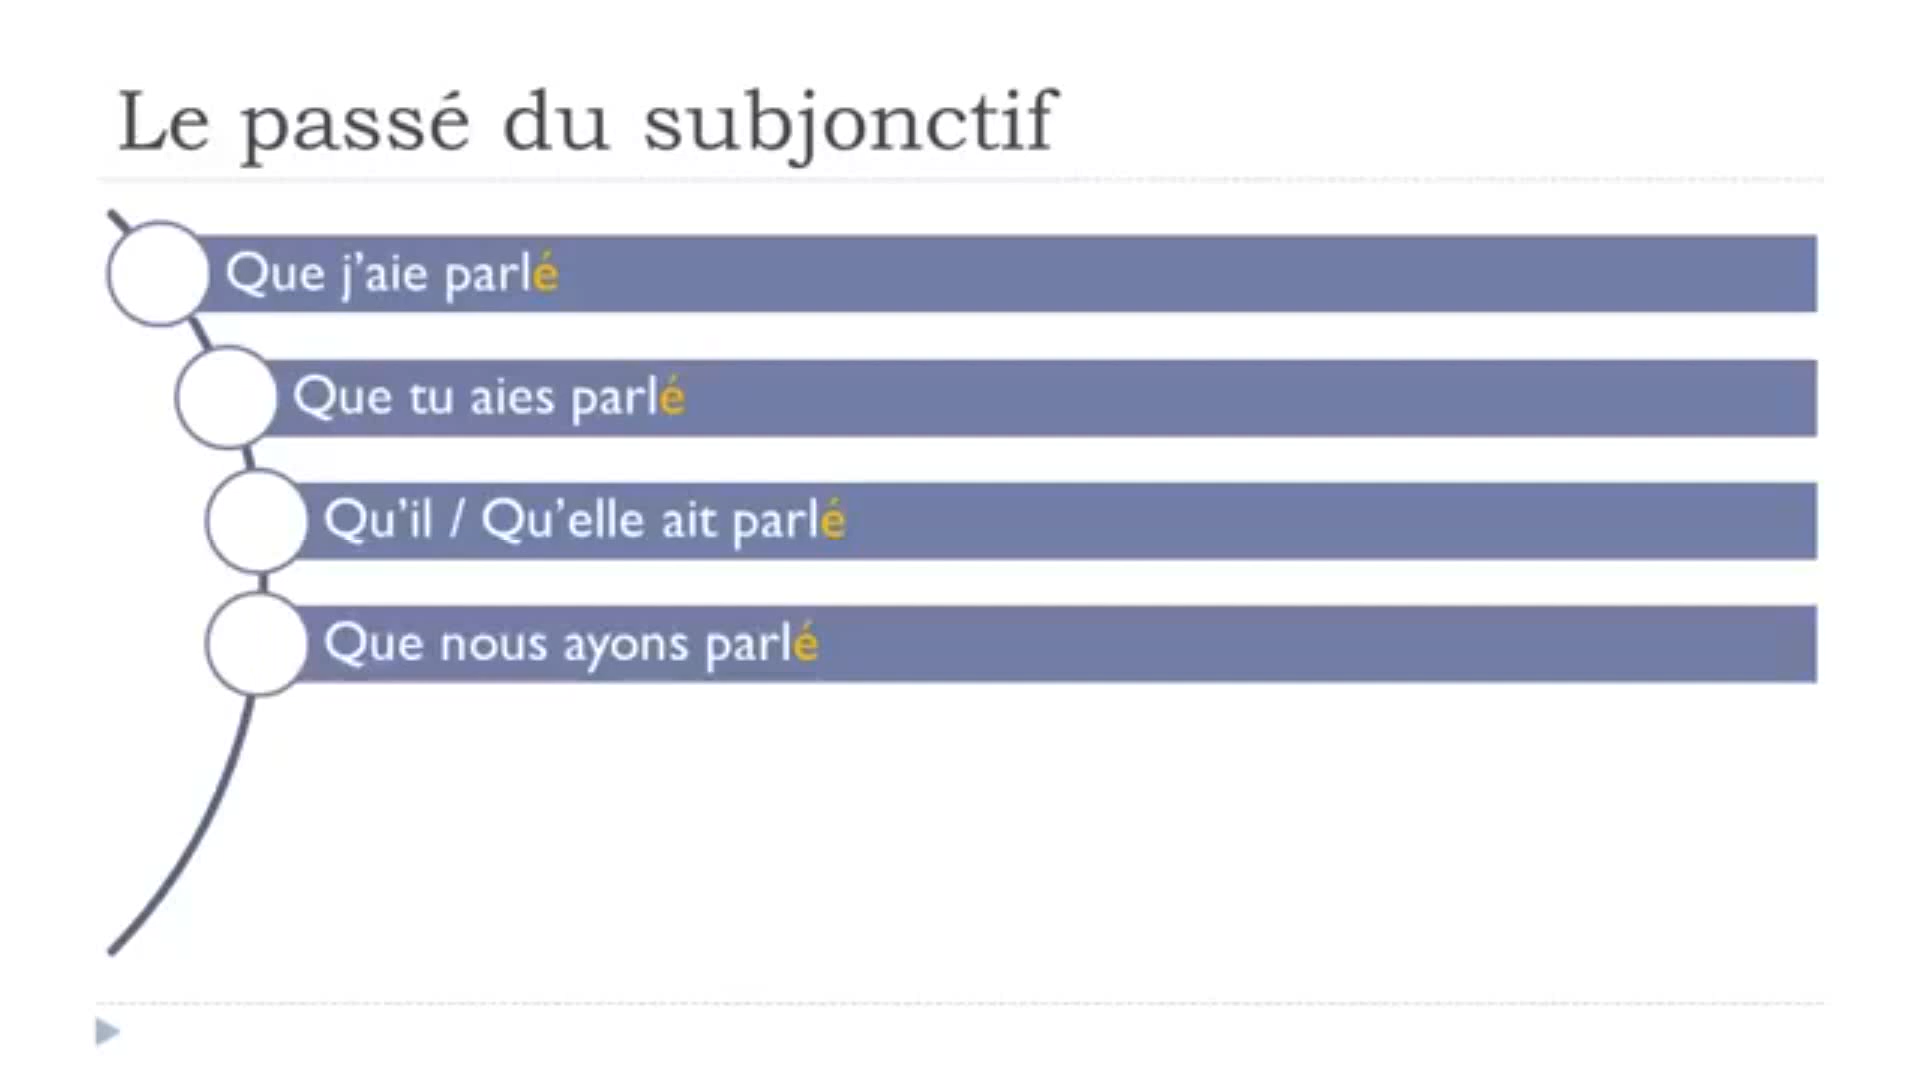 Le passé du subjonctif
Que j’aie parlé
Que tu aies parlé
Qu’il / Qu’elle ait parlé
Que nous ayons parlé